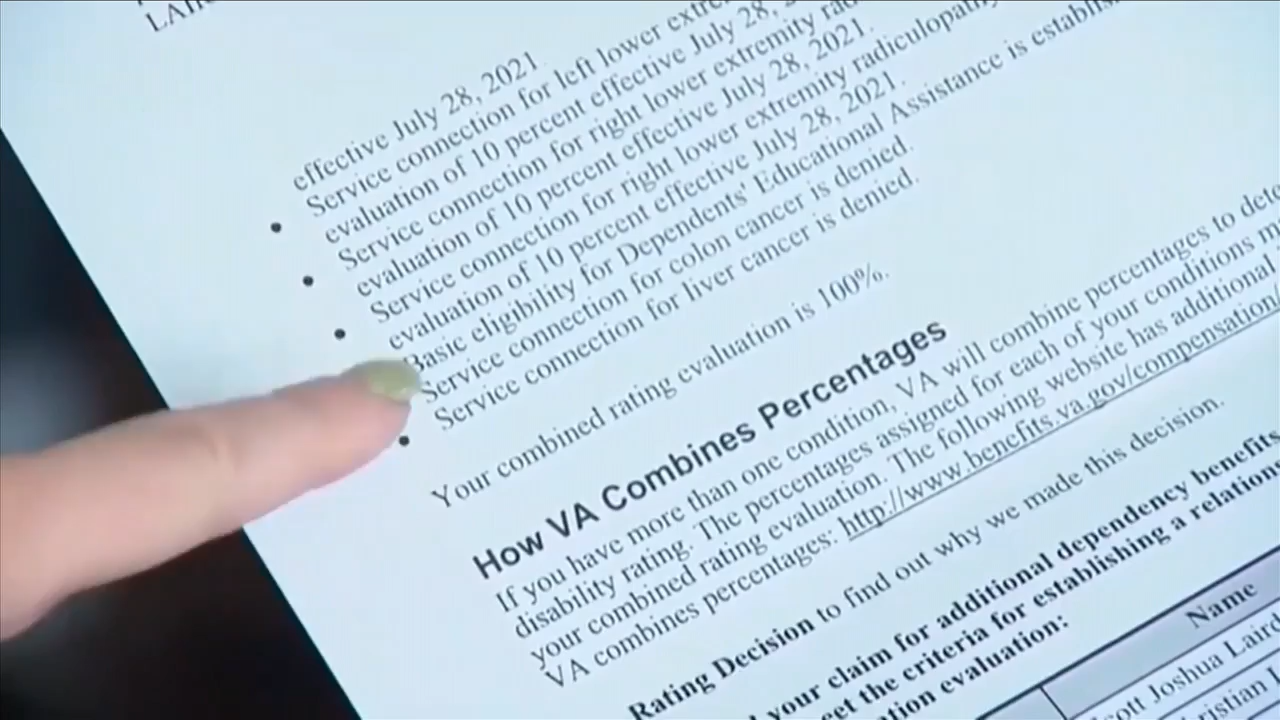 effective July 28, 2021
Service connection for left lower
evaluation of 10 percent effective July 28,
Service connection for right lower extremity
evaluation of 10 percent effective July 28, 2021.
Service connection for right lower extremity radiculopathy
evaluation of 10 percent effective July 28, 2021.
Basic eligibility for Dependents' Educational Assistance is
Service connection for colon cancer is denied.
Service connection for liver cancer is denied.
Your combined rating evaluation is 100%.
How VA Combines Percentages
If you have more than one condition, VA will combine percentages to
disability rating. The percentages assigned for each of your conditions
your combined rating evaluation. The following website has additional
VA combines percentages: http://www.benefits.va.gov/compensation
Rating Decision to find out why we made this decision.
your claim for additional dependency benefits
the criteria for establishing a
evaluation:
Name
Joshua Laird